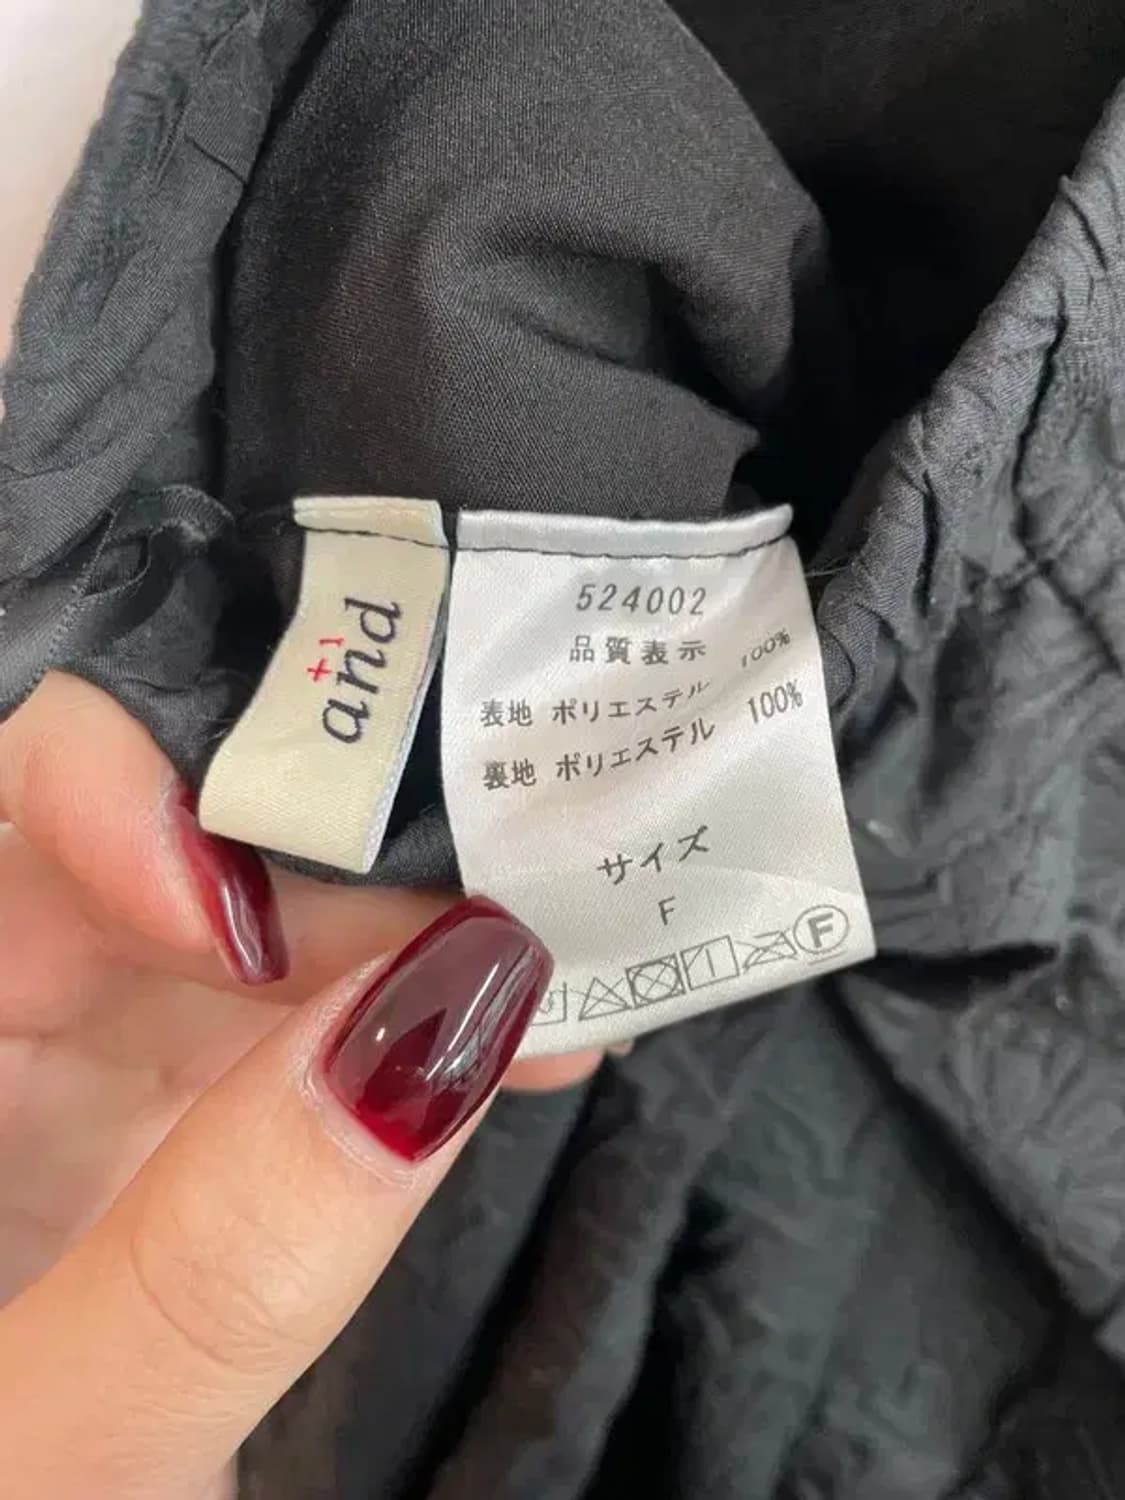 and
+1
524002
品質表示
表地 ポリエステル 100%
裏地 ポリエステル 100%
サイズ
F
F